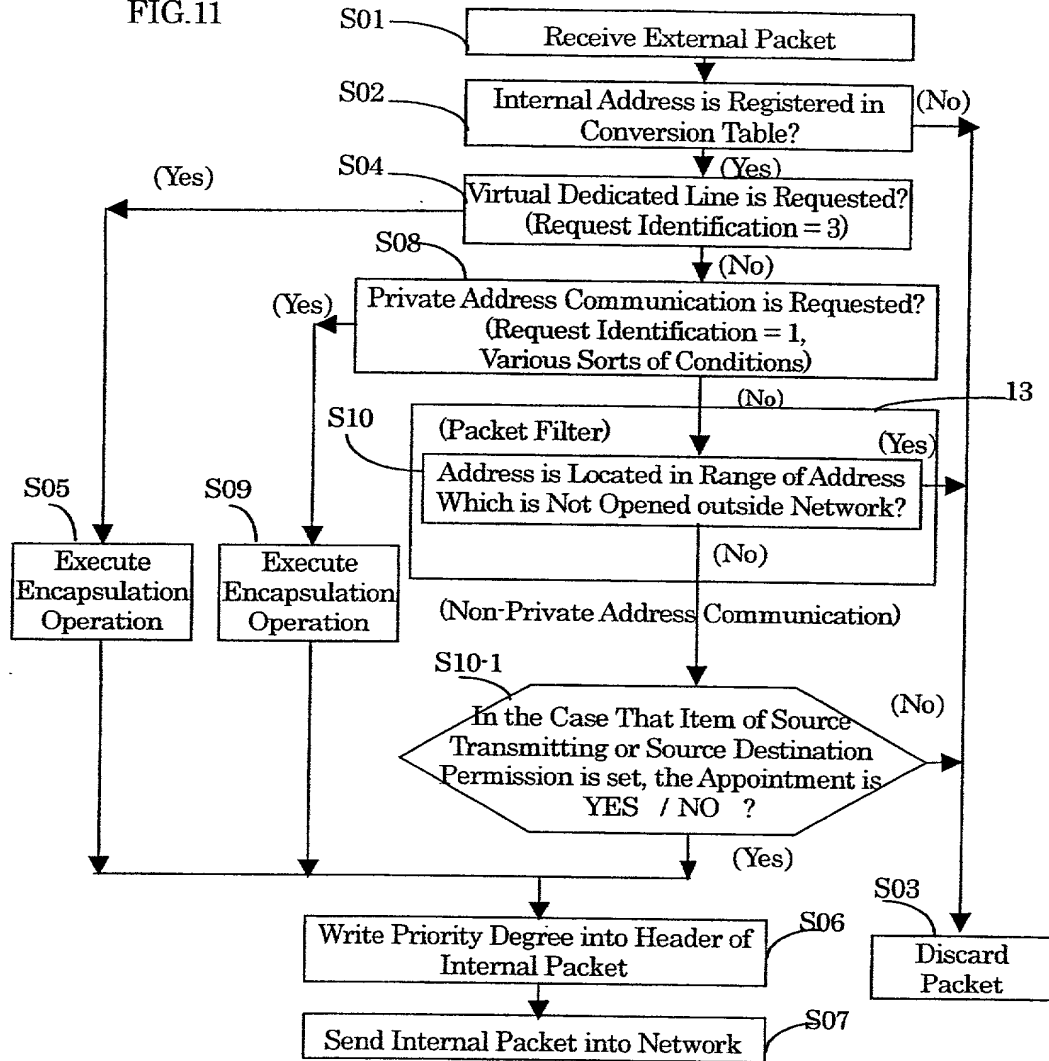 FIG.11
S01
Receive External Packet
S02
Internal Address is Registered in
Conversion Table?
(No)
(Yes)
S04
(Yes)
Virtual Dedicated Line is Requested?
(Request Identification = 3)
(No)
S08
(Yes)
Private Address Communication is Requested?
(Request Identification = 1,
Various Sorts of Conditions)
(No)
13
S10
(Packet Filter)
(Yes)
Address is Located in Range of Address
Which is Not Opened outside Network?
(No)
S05
Execute
Encapsulation
Operation
S09
Execute
Encapsulation
Operation
(Non-Private Address Communication)
S10-1
In the Case That Item of Source
Transmitting or Source Destination
Permission is set, the Appointment is
YES / NO ?
(No)
(Yes)
S06
Write Priority Degree into Header of
Internal Packet
S03
Discard
Packet
Send Internal Packet into Network
S07